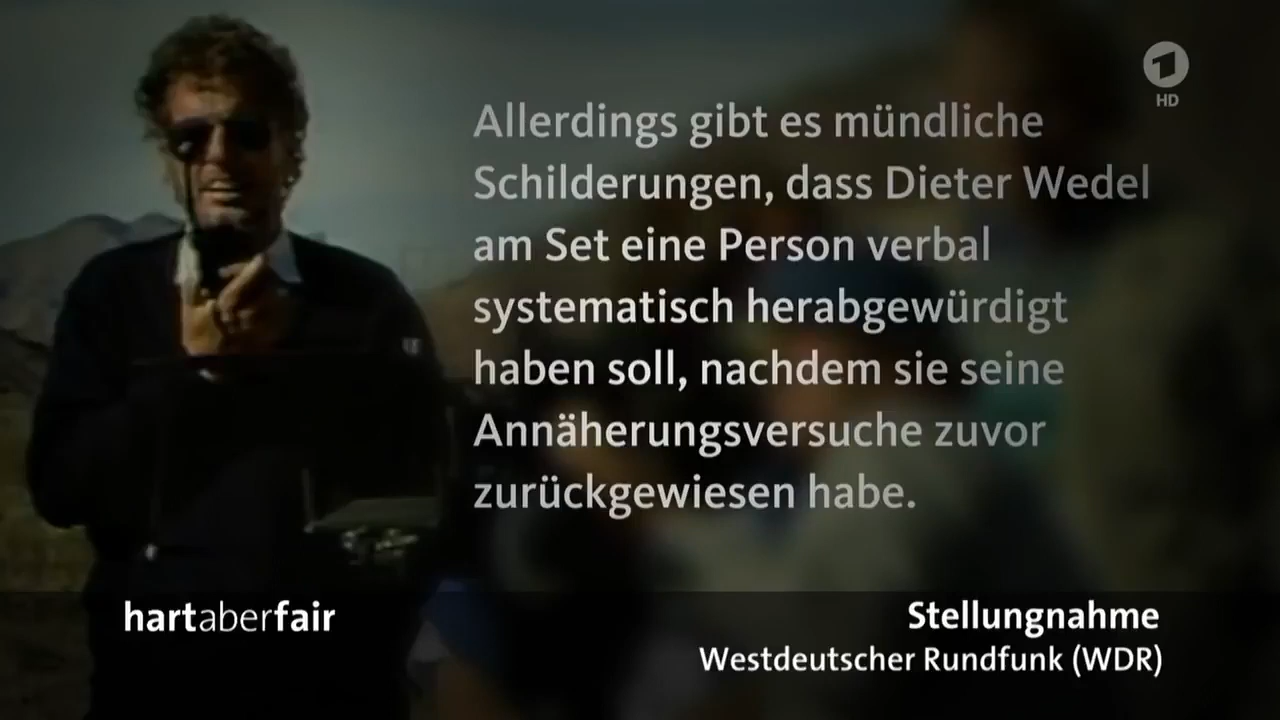 HD
Allerdings gibt es mündliche
Schilderungen, dass Dieter Wedel
am Set eine Person verbal
systematisch herabgewürdigt
haben soll, nachdem sie seine
Annäherungsversuche zuvor
zurückgewiesen habe.
hartaberfair
Stellungnahme
Westdeutscher Rundfunk (WDR)